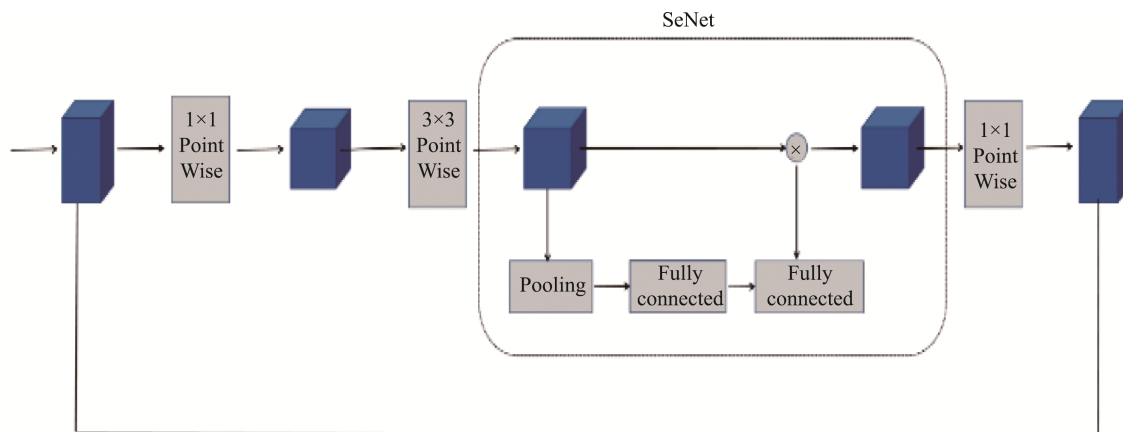 SeNet
1×1
Point
Wise
3×3
Point
Wise
×
1×1
Point
Wise
Pooling
Fully
connected
Fully
connected